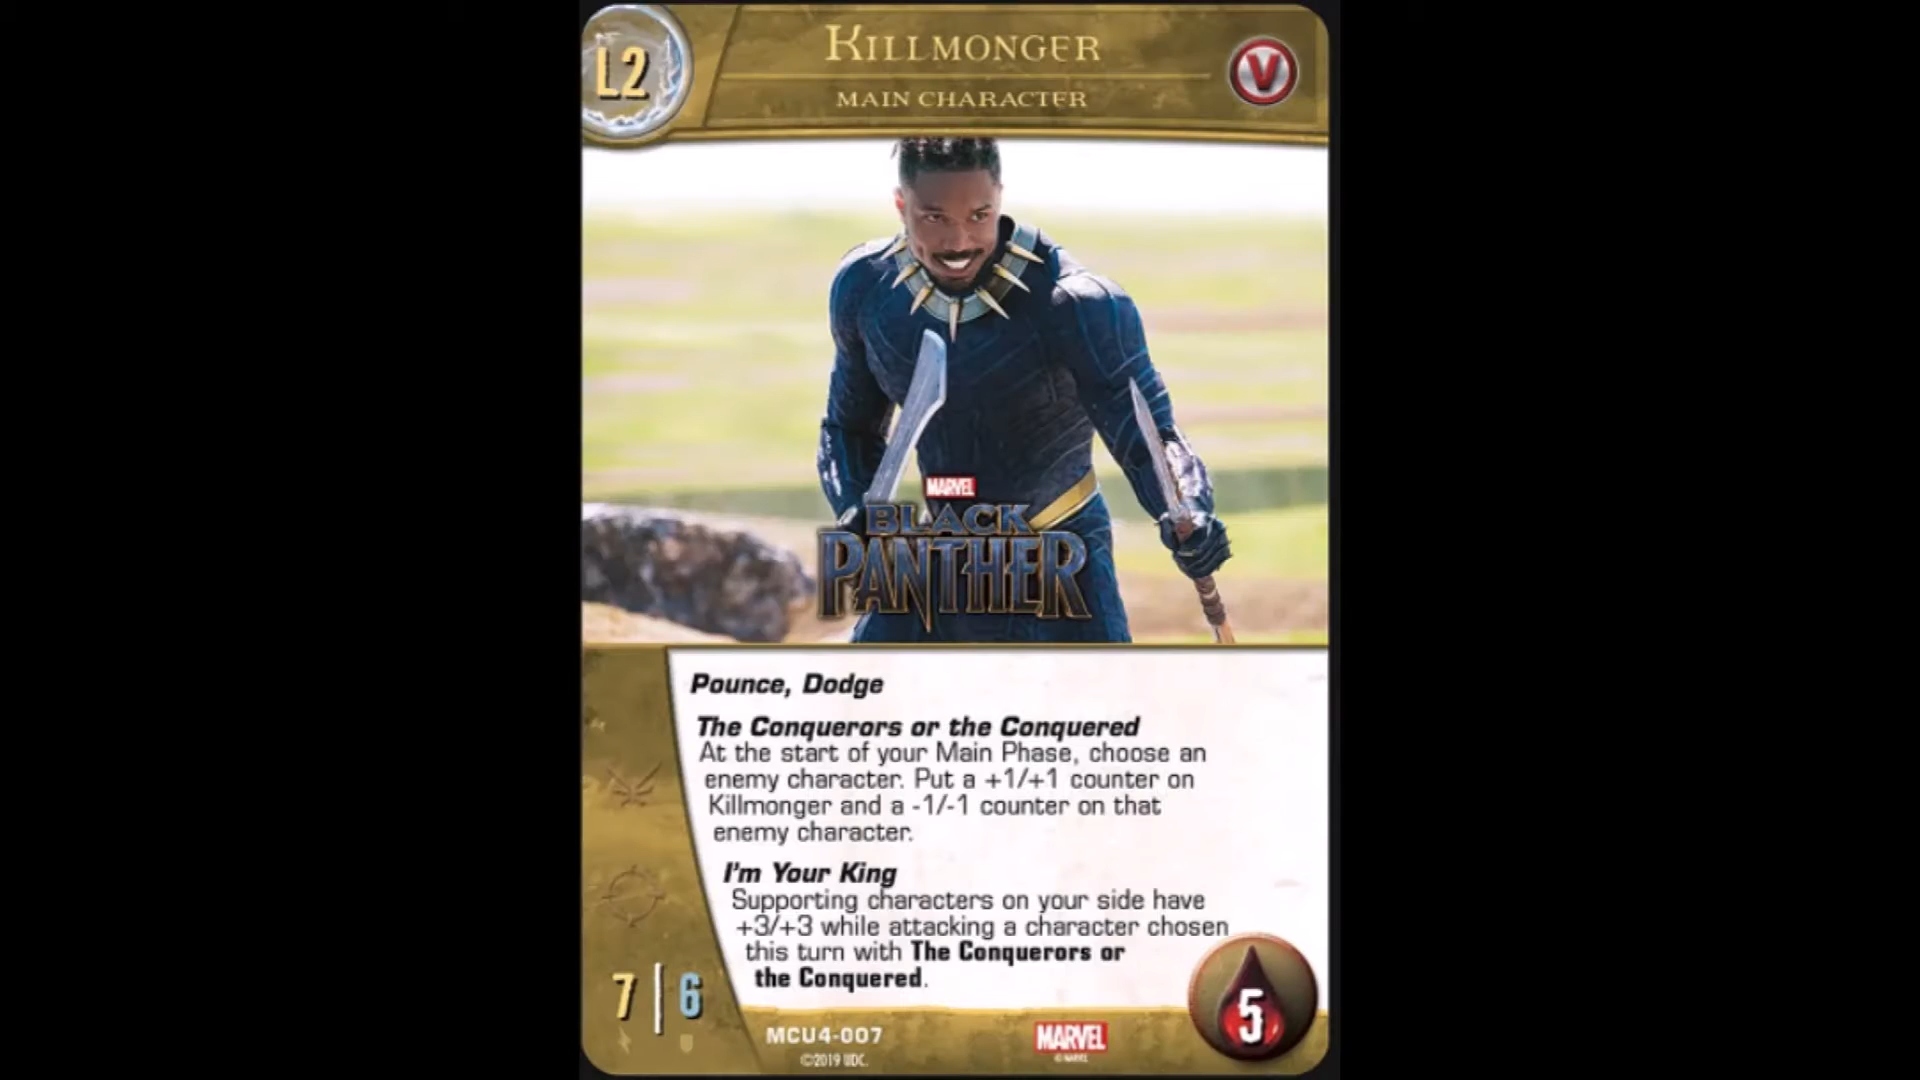 L2
KILLMONGER
V
MAIN CHARACTER
MARVEL
BLACK
PANTHER
Pounce, Dodge
The Conquerors or the Conquered
At the start of your Main Phase, choose an
enemy character. Put a +1/+1 counter on
Killmonger and a -1/-1 counter on that
enemy character.
I'm Your King
Supporting characters on your side have
+3/+3 while attacking a character chosen
this turn with The Conquerors or
the Conquered.
7 | 6
5
MCU4-007
MARVEL
©2019 UDC.
© MARVEL